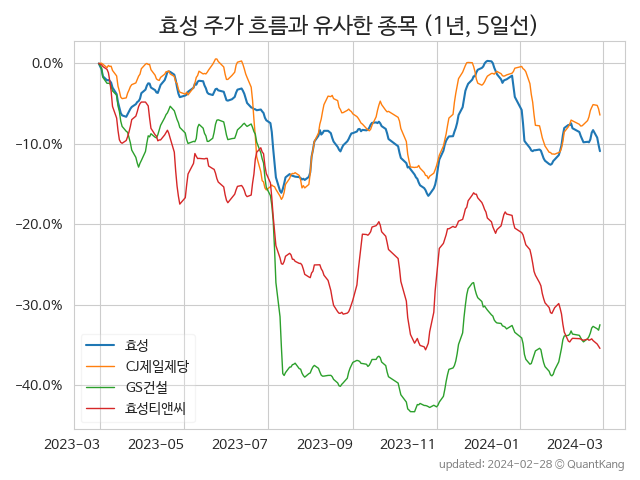 효성 주가 흐름과 유사한 종목 (1년, 5일선)
0.0%
−10.0%
−20.0%
−30.0%
−40.0%
효성
CJ제일제당
GS건설
효성티앤씨
2023-03 2023-05 2023-07 2023-09 2023-11 2024-01 2024-03
updated: 2024-02-28 © QuantKang